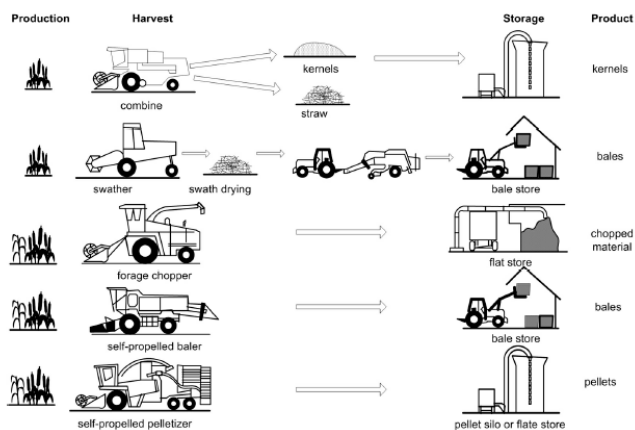 Production Harvest Storage Product
kernels
kernels
combine
straw
bales
swather
swath drying
bale store
chopped
material
forage chopper
flat store
bales
self-propelled baler
bale store
pellets
self-propelled pelletizer
pellet silo or flate store